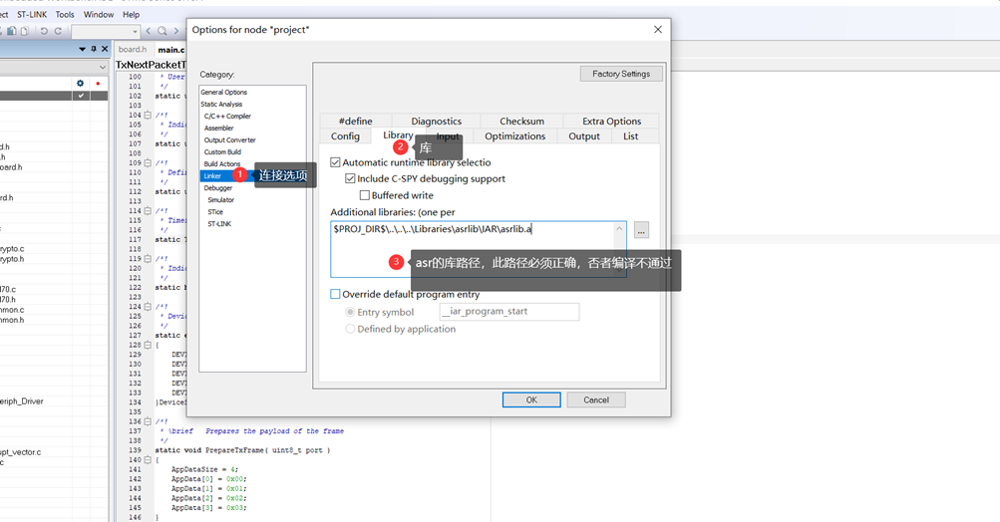 ST-LINK Tools Window Help
board.h main.c
TxNextPacketT
Options for node "project"
Factory Settings
Category:
General Options
Static Analysis
C/C++ Compiler
Assembler
Output Converter
Custom Build
Build Actions
Linker
Debugger
Simulator
STice
ST-LINK
1 连接选项
#define Diagnostics Checksum Extra Options
Config Library Input Optimizations Output List
2 库
Automatic runtime library selectio
Include C-SPY debugging support
Buffered write
Additional libraries: (one per
$PROJ_DIR$\..\..\..\Libraries\asrlib\IAR\asrlib.a
...
3 asr的库路径，此路径必须正确，否者编译不通过
Override default program entry
Entry symbol __iar_program_start
Defined by application
OK Cancel
100 * User
101 */
102 static u
103
104 /*!
105 * Indi
106 */
107 static u
108
109 /*!
110 * Defi
111 */
112 static u
113
114 /*!
115 * Time
116 */
117 static T
118
119 /*!
120 * Indi
121 */
122 static b
123
124 /*!
125 * Devi
126 */
127 static e
128 {
129 DEVI
130 DEVI
131 DEVI
132 DEVI
133 DEVI
134 }DeviceS
135
136 /*!
137 * \brief Prepares the payload of the frame
138 */
139 static void PrepareTxFrame( uint8_t port )
140 {
141 AppDataSize = 4;
142 AppData[0] = 0x00;
143 AppData[1] = 0x01;
144 AppData[2] = 0x02;
145 AppData[3] = 0x03;
146 }
d.h
.h
oard.h
rd.h
rypto.c
rypto.h
l70.c
l70.h
mmon.c
mmon.h
eriph_Driver
upt_vector.c
c